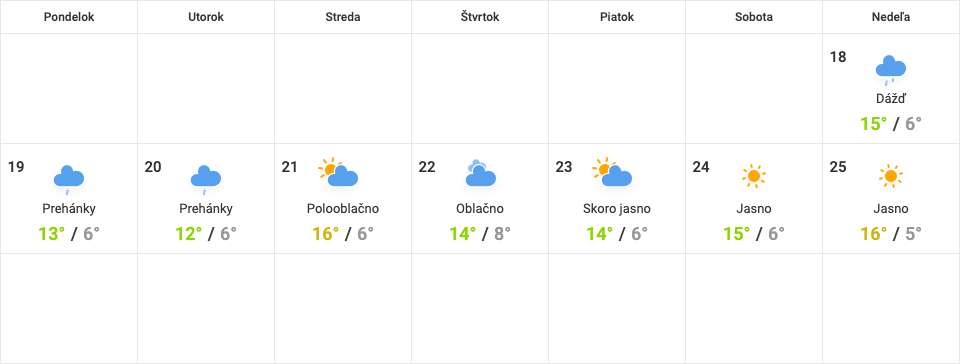 Pondelok Utorok Streda Štvrtok Piatok Sobota Nedeľa
18
Dážď
15° / 6°
19 20 21 22 23 24 25
Prehánky Prehánky Polooblačno Oblačno Skoro jasno Jasno Jasno
13° / 6° 12° / 6° 16° / 6° 14° / 8° 14° / 6° 15° / 6° 16° / 5°